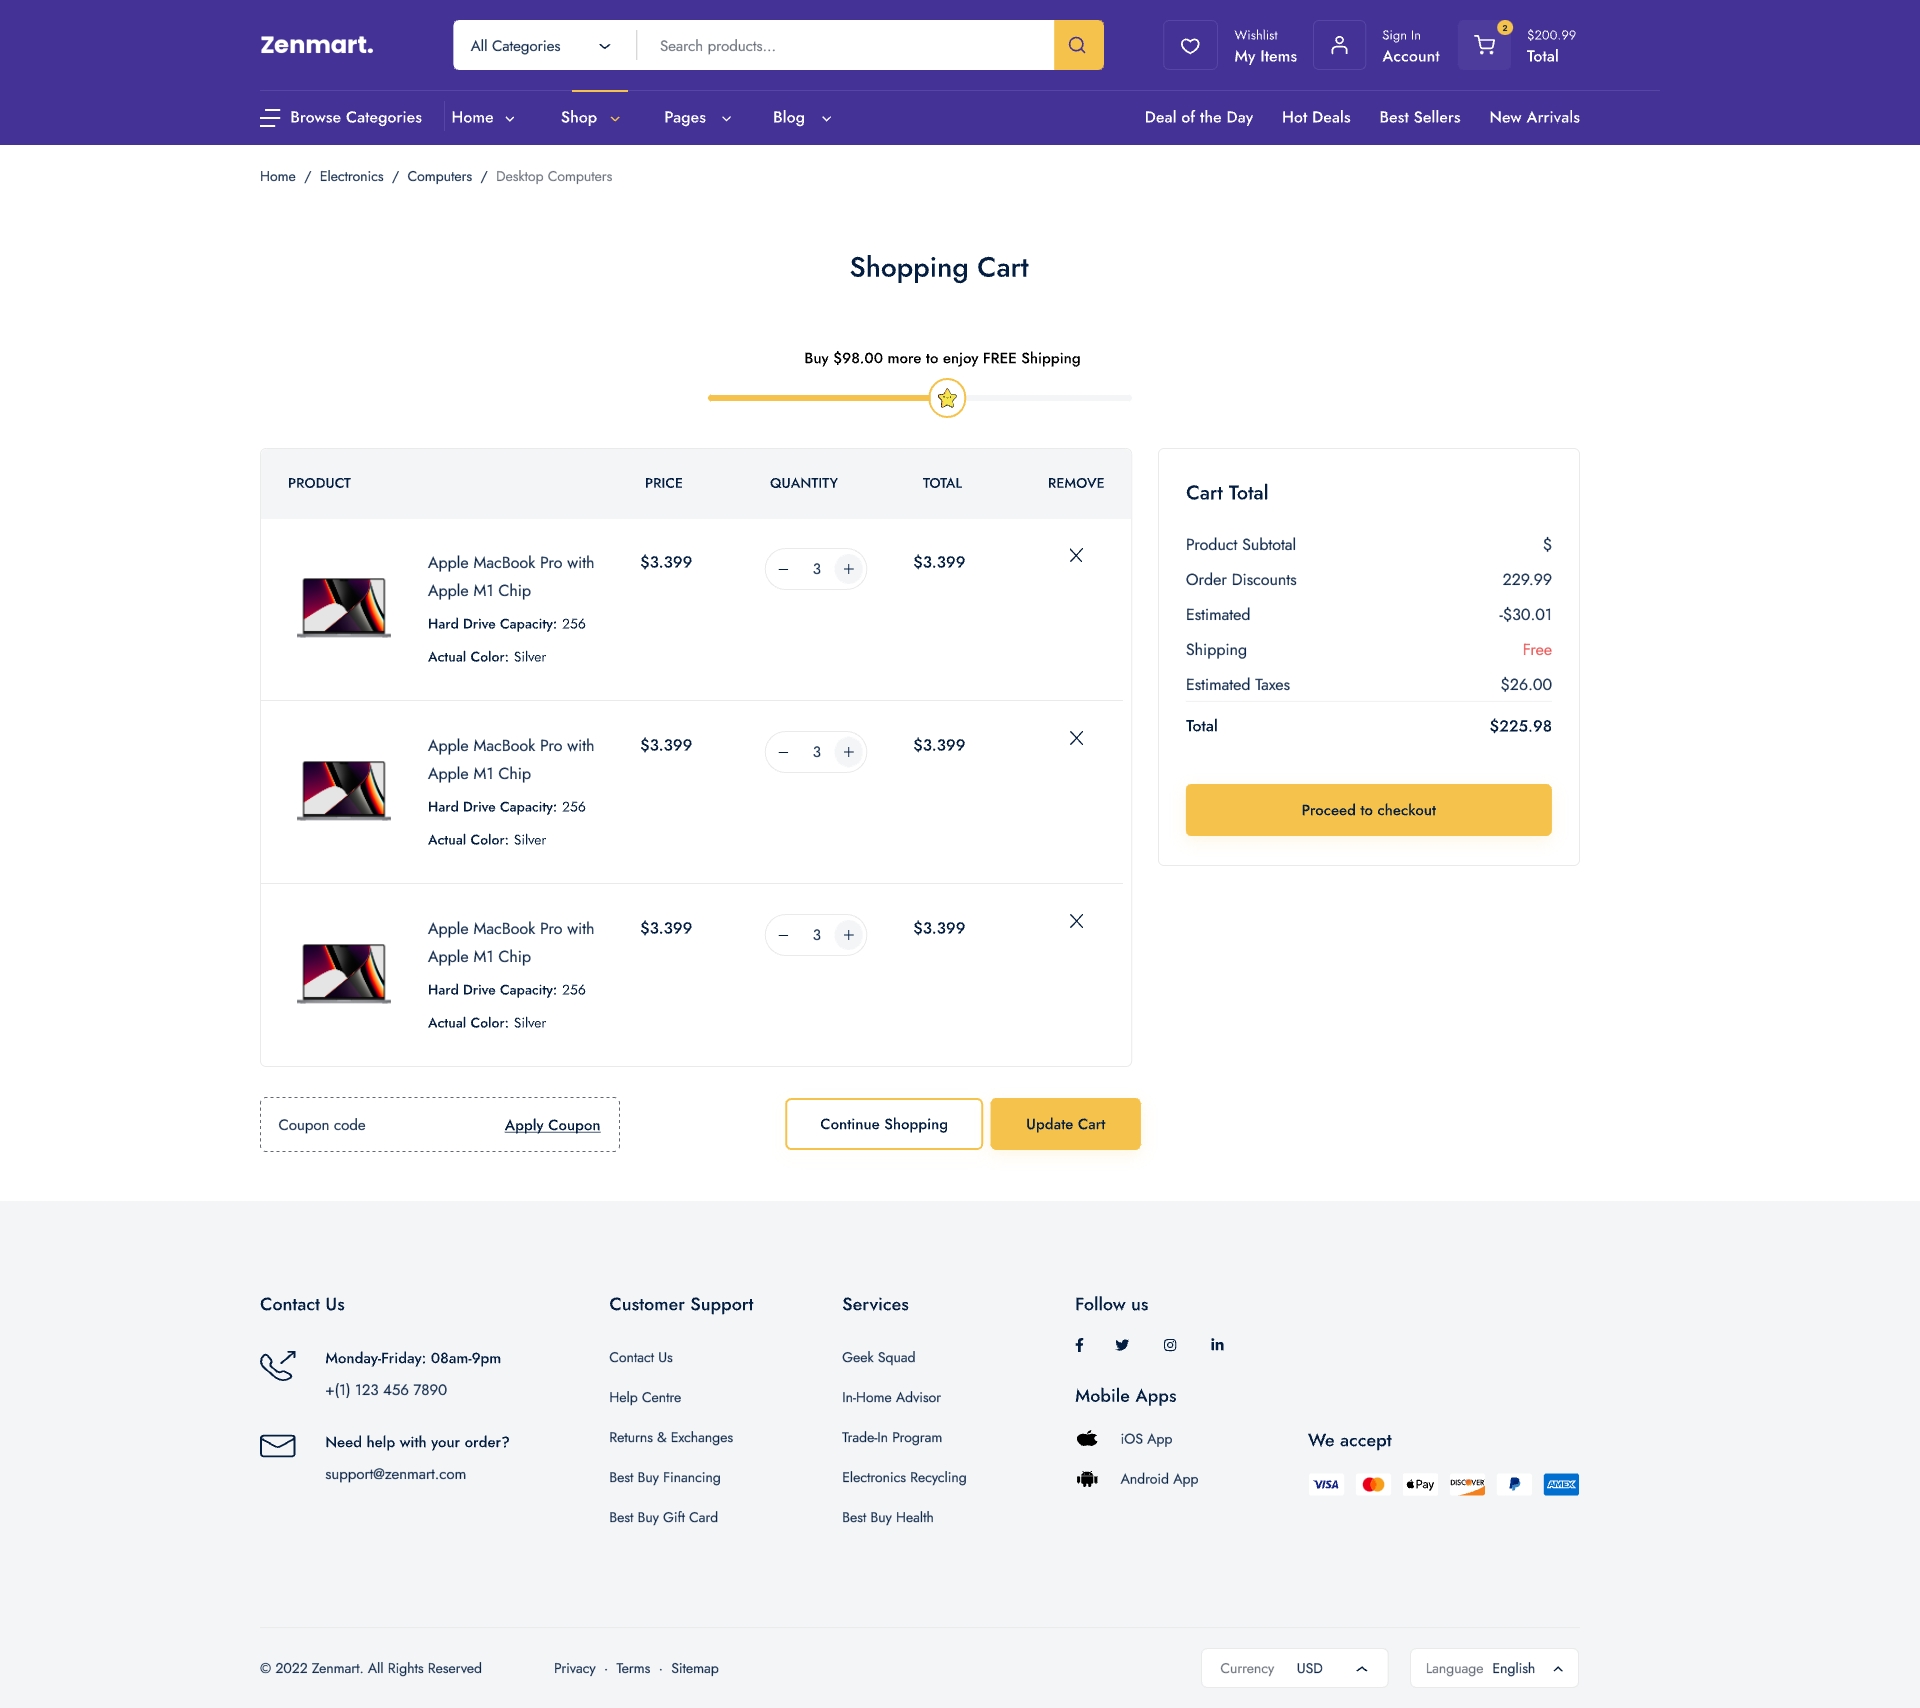 Zenmart.
All Categories
Search products...
Wishlist
My Items
Sign In
Account
2
$200.99
Total
Browse Categories
Home
Shop
Pages
Blog
Deal of the Day
Hot Deals
Best Sellers
New Arrivals
Home / Electronics / Computers / Desktop Computers
Shopping Cart
Buy $98.00 more to enjoy FREE Shipping
PRODUCT PRICE QUANTITY TOTAL REMOVE
Apple MacBook Pro with
Apple M1 Chip
Hard Drive Capacity: 256
Actual Color: Silver
$3.399
− 3 +
$3.399
Apple MacBook Pro with
Apple M1 Chip
Hard Drive Capacity: 256
Actual Color: Silver
$3.399
− 3 +
$3.399
Apple MacBook Pro with
Apple M1 Chip
Hard Drive Capacity: 256
Actual Color: Silver
$3.399
− 3 +
$3.399
Cart Total
Product Subtotal $
Order Discounts 229.99
Estimated -$30.01
Shipping Free
Estimated Taxes $26.00
Total $225.98
Proceed to checkout
Coupon code
Apply Coupon
Continue Shopping
Update Cart
Contact Us
Monday-Friday: 08am-9pm
+(1) 123 456 7890
Need help with your order?
support@zenmart.com
Customer Support
Contact Us
Help Centre
Returns & Exchanges
Best Buy Financing
Best Buy Gift Card
Services
Geek Squad
In-Home Advisor
Trade-In Program
Electronics Recycling
Best Buy Health
Follow us
Mobile Apps
iOS App
Android App
We accept
VISA
Pay
DISCOVER
AMEX
© 2022 Zenmart. All Rights Reserved
Privacy · Terms · Sitemap
Currency USD
Language English